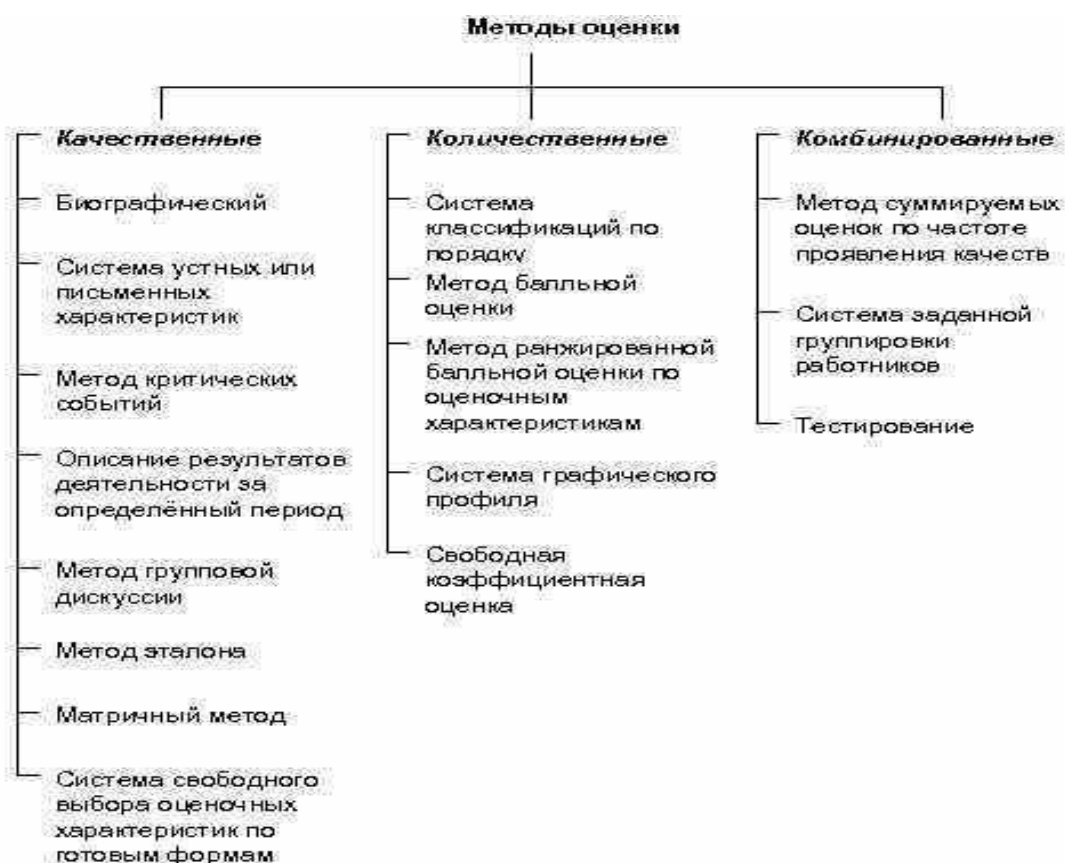 Методы оценки
Качественные
Биографический
Система устных или
письменных
характеристик
Метод критических
событий
Описание результатов
деятельности за
определённый период
Метод групповой
дискуссии
Метод эталона
Матричный метод
Система свободного
выбора оценочных
характеристик по
готовым формам
Количественные
Система
классификаций по
порядку
Метод балльной
оценки
Метод ранжированной
балльной оценки по
оценочным
характеристикам
Система графического
профиля
Свободная
коэффициентная
оценка
Комбинированные
Метод суммируемых
оценок по частоте
проявления качеств
Система заданной
группировки
работников
Тестирование